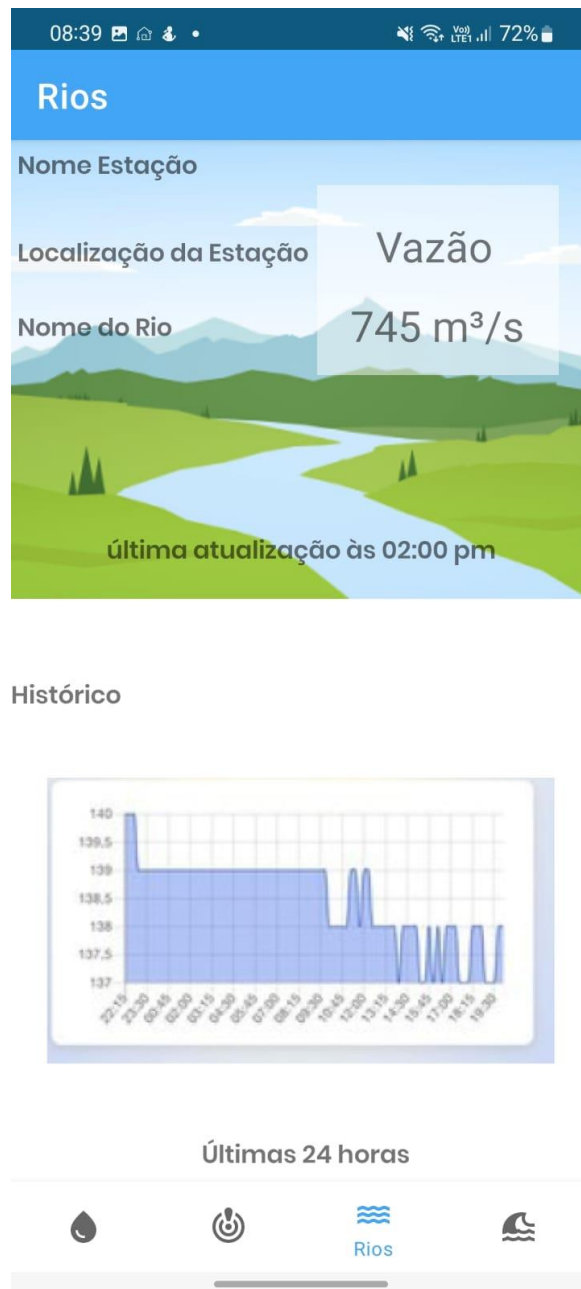 08:39
Vo)) LTE1 72%
Rios
Nome Estação
Localização da Estação
Nome do Rio
Vazão
745 m³/s
última atualização às 02:00 pm
Histórico
140
139,5
139
138,5
138
137,5
137
22:15 23:30 00:45 02:00 03:15 04:30 05:45 07:00 08:15 09:30 10:45 12:00 13:15 14:30 15:45 17:00 18:15 19:30
Últimas 24 horas
Rios